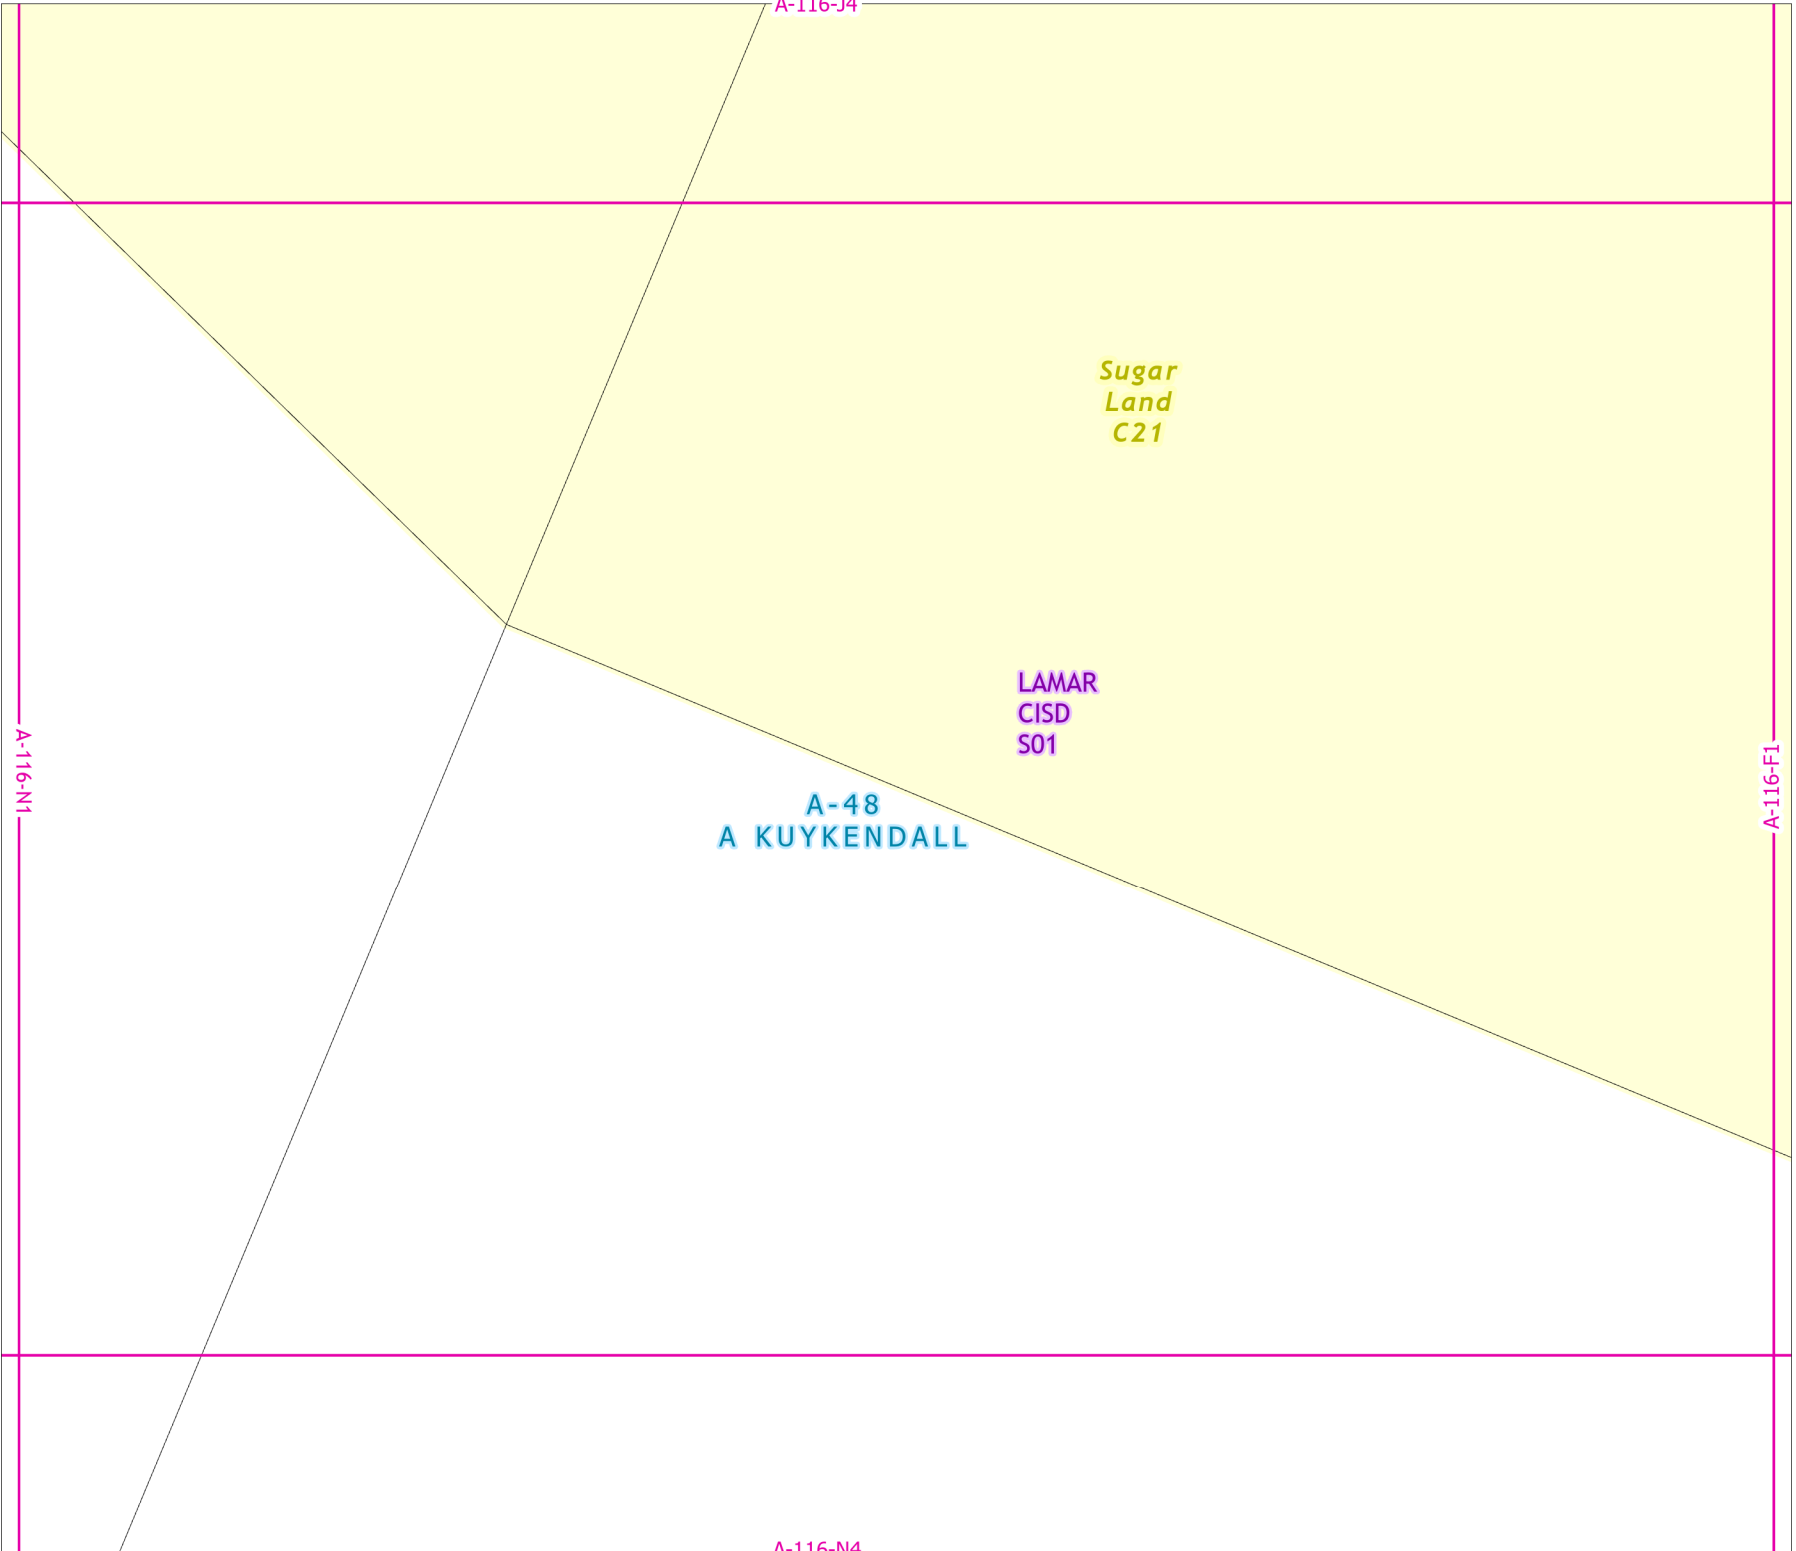 A-116-J4
Sugar
Land
C21
LAMAR
CISD
S01
A-116-N1
A-116-F1
A-48
A KUYKENDALL
A-116-N4